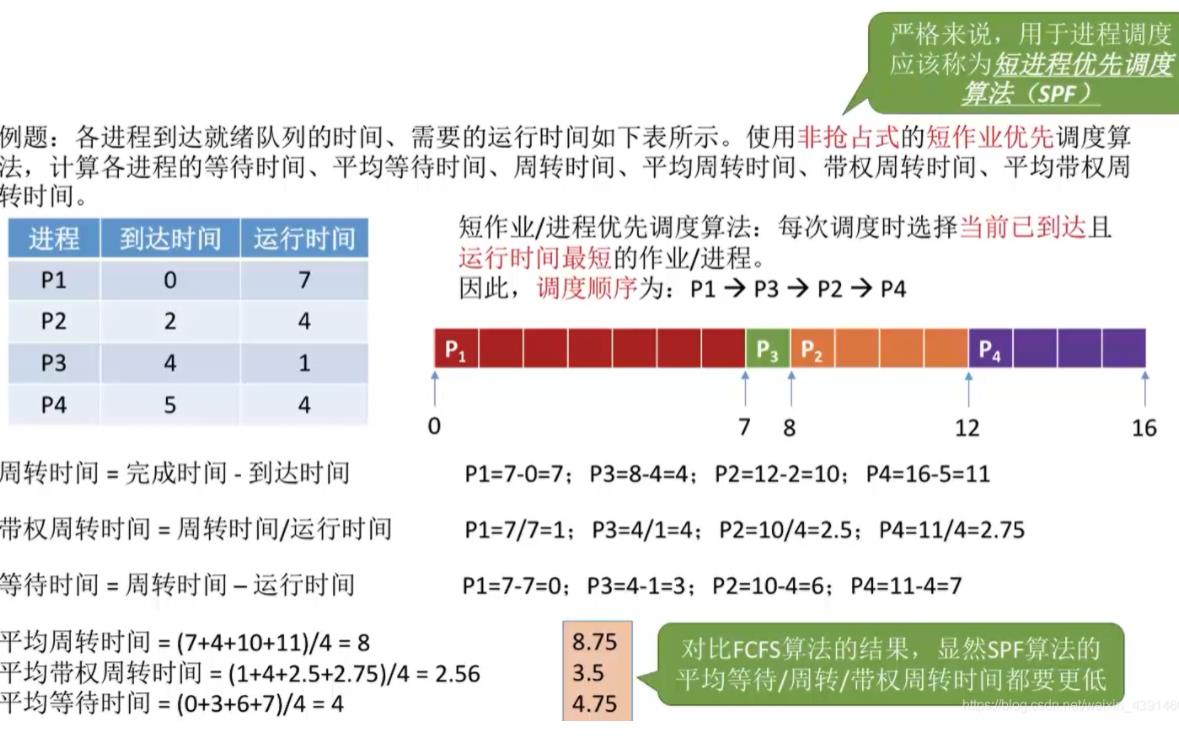 严格来说，用于进程调度
应该称为短进程优先调度
算法（SPF）
例题：各进程到达就绪队列的时间、需要的运行时间如下表所示。使用非抢占式的短作业优先调度算
法，计算各进程的等待时间、平均等待时间、周转时间、平均周转时间、带权周转时间、平均带权周
转时间。
进程 到达时间 运行时间
P1 0 7
P2 2 4
P3 4 1
P4 5 4
短作业/进程优先调度算法：每次调度时选择当前已到达且
运行时间最短的作业/进程。
因此，调度顺序为：P1 → P3 → P2 → P4
P1 P3 P2 P4
0 7 8 12 16
周转时间 = 完成时间 - 到达时间 P1=7-0=7；P3=8-4=4；P2=12-2=10；P4=16-5=11
带权周转时间 = 周转时间/运行时间 P1=7/7=1；P3=4/1=4；P2=10/4=2.5；P4=11/4=2.75
等待时间 = 周转时间 – 运行时间 P1=7-7=0；P3=4-1=3；P2=10-4=6；P4=11-4=7
平均周转时间 = (7+4+10+11)/4 = 8
平均带权周转时间 = (1+4+2.5+2.75)/4 = 2.56
平均等待时间 = (0+3+6+7)/4 = 4
8.75
3.5
4.75
对比FCFS算法的结果，显然SPF算法的
平均等待/周转/带权周转时间都要更低